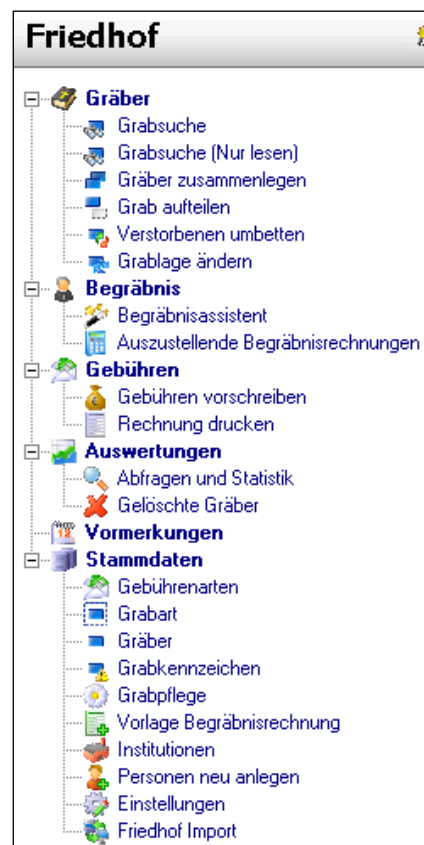 Friedhof
Gräber
Grabsuche
Grabsuche (Nur lesen)
Gräber zusammenlegen
Grab aufteilen
Verstorbenen umbetten
Grablage ändern
Begräbnis
Begräbnisassistent
Auszustellende Begräbnisrechnungen
Gebühren
Gebühren vorschreiben
Rechnung drucken
Auswertungen
Abfragen und Statistik
Gelöschte Gräber
12
Vormerkungen
Stammdaten
Gebührenarten
Grabart
Gräber
Grabkennzeichen
Grabpflege
Vorlage Begräbnisrechnung
Institutionen
Personen neu anlegen
Einstellungen
Friedhof Import